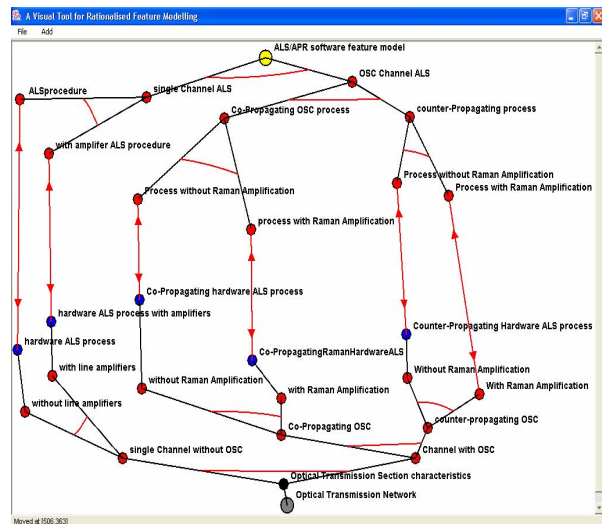 A Visual Tool for Rationalised Feature Modelling
File Add
ALS/APR software feature model
OSC Channel ALS
ALSprocedure
single Channel ALS
Co-Propagating OSC process
counter-Propagating process
with amplifer ALS procedure
Process without Raman Amplification
Process with Raman Amplification
Process without Raman Amplification
process with Raman Amplification
Co-Propagating hardware ALS process
hardware ALS process with amplifiers
Counter-Propagating Hardware ALS process
hardware ALS process
Co-PropagatingRamanHardwareALS
with line amplifiers
Without Raman Amplification
without Raman Amplification
with Raman Amplification
With Raman Amplification
without line amplifiers
counter-propagating OSC
Co-Propagating OSC
single Channel without OSC
Channel with OSC
Optical Transmission Section characteristics
Optical Transmission Network
Moved at [506,363]